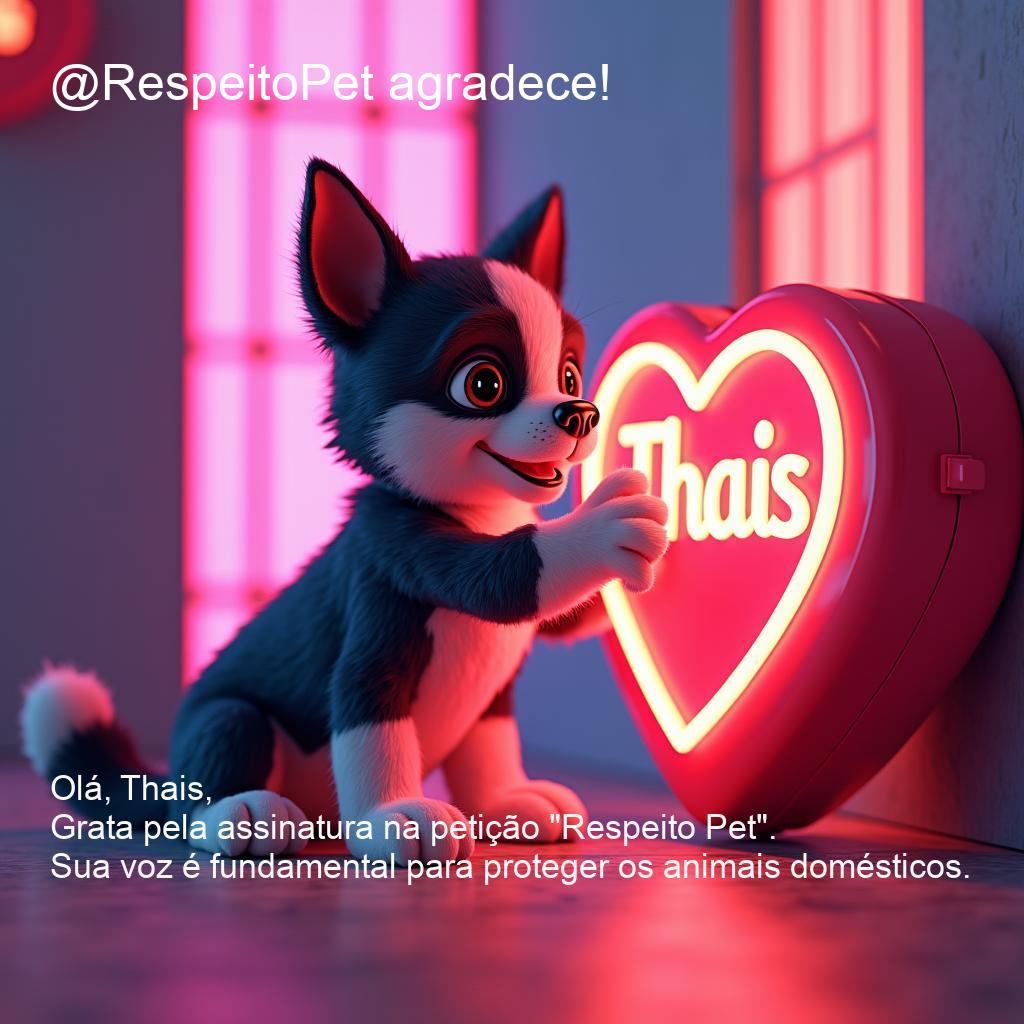 @RespeitoPet agradece!
Thais
Olá, Thais,
Grata pela assinatura na petição "Respeito Pet".
Sua voz é fundamental para proteger os animais domésticos.